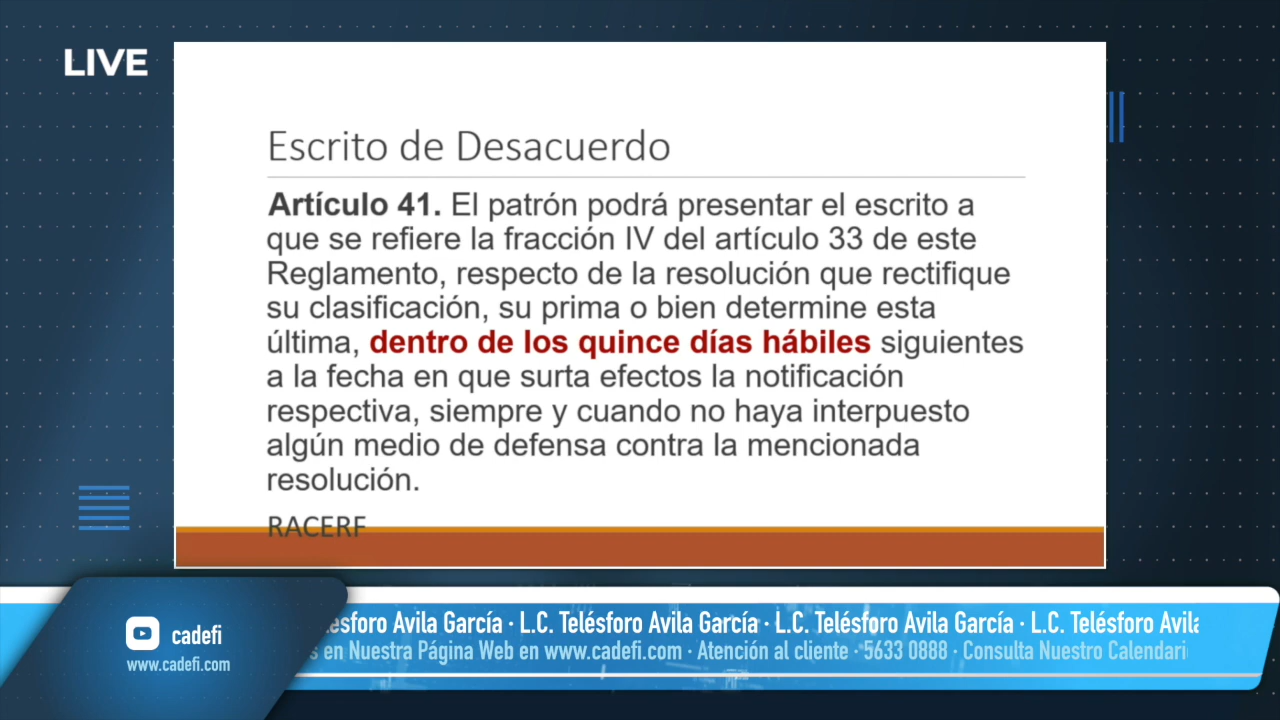 LIVE
Escrito de Desacuerdo
Artículo 41. El patrón podrá presentar el escrito a
que se refiere la fracción IV del artículo 33 de este
Reglamento, respecto de la resolución que rectifique
su clasificación, su prima o bien determine esta
última, dentro de los quince días hábiles siguientes
a la fecha en que surta efectos la notificación
respectiva, siempre y cuando no haya interpuesto
algún medio de defensa contra la mencionada
resolución.
RACERF
cadefi
www.cadefi.com
Avila García · L.C. Telésforo Avila García · L.C. Telésforo Avila García · L.C. Telésforo Avila
en Nuestra Página Web en www.cadefi.com · Atención al cliente · 5633 0888 · Consulta Nuestro